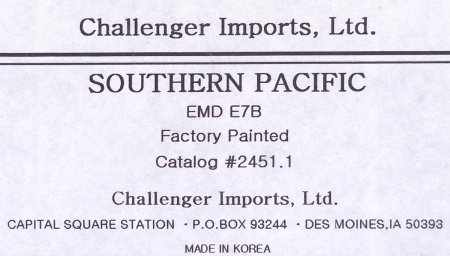 Challenger Imports, Ltd.
SOUTHERN PACIFIC
EMD E7B
Factory Painted
Catalog #2451.1
Challenger Imports, Ltd.
CAPITAL SQUARE STATION · P.O.BOX 93244 · DES MOINES,IA 50393
MADE IN KOREA